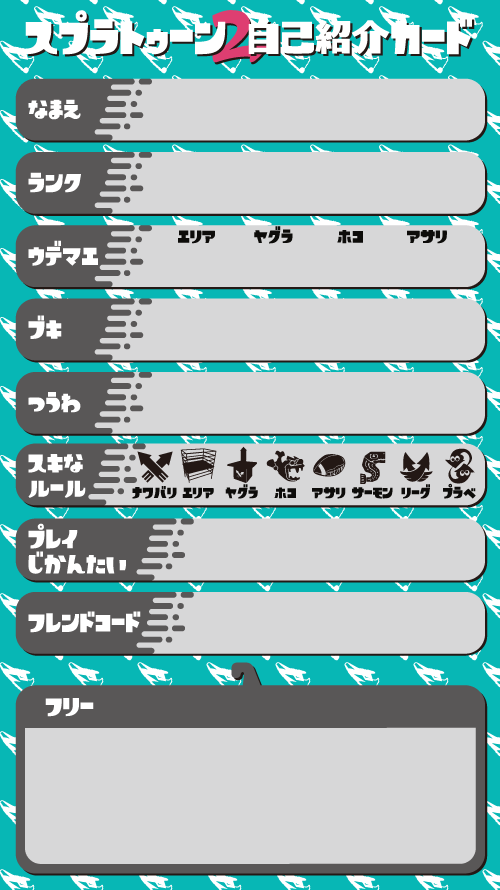 スプラトゥーン2自己紹介カード
なまえ
ランク
ウデマエ
エリア ヤグラ ホコ アサリ
ブキ
つうわ
スキな
ルール
ナワバリ エリア ヤグラ ホコ アサリ サーモン リーグ プラベ
プレイ
じかんたい
フレンドコード
フリー